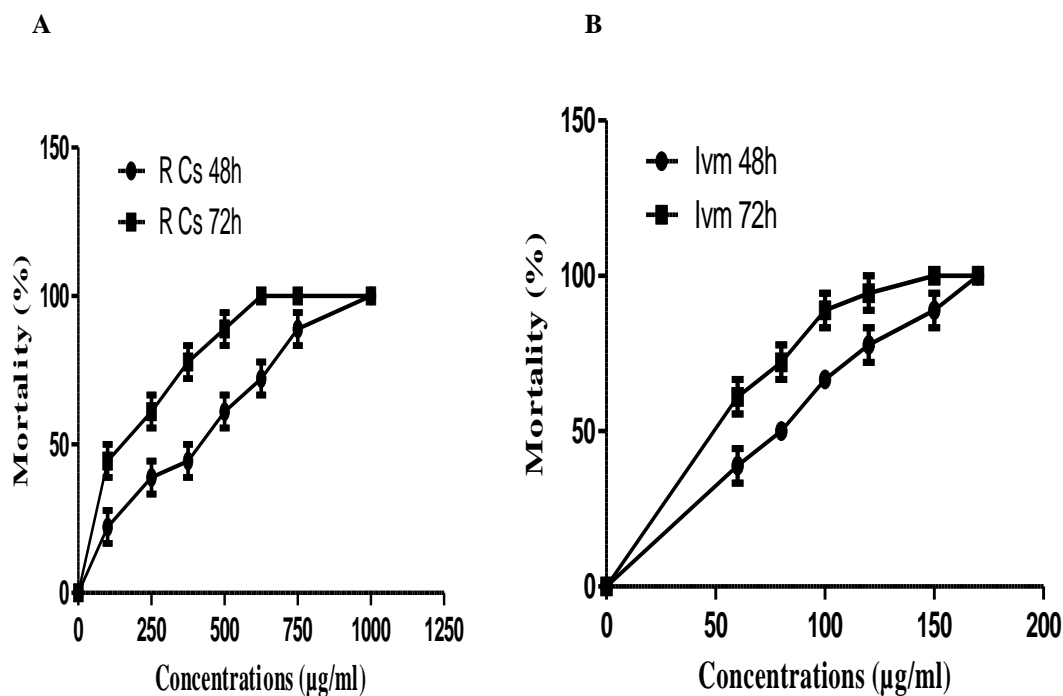 A
150
100
50
0
R Cs 48h
R Cs 72h
Mortality (%)
0 250 500 750 1000 1250
Concentrations (µg/ml)
B
150
100
50
0
Ivm 48h
Ivm 72h
Mortality (%)
0 50 100 150 200
Concentrations (µg/ml)